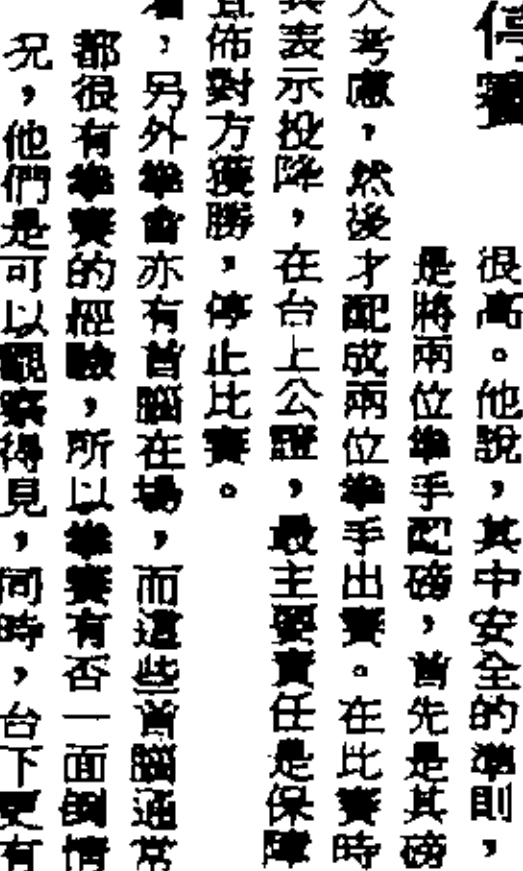 停賽
很高。他說，其中安全的準則，
是將兩位拳手配磅，首先是其磅
人考慮，然後才配成兩位拳手出賽。在比賽時
表示投降，在台上公證，最主要責任是保障
宣佈對方獲勝，停止比賽。
，另外拳會亦有首腦在場，而這些首腦通常
都很有拳賽的經驗，所以拳賽有否一面倒情
況，他們是可以觀察得見，同時，台下更有